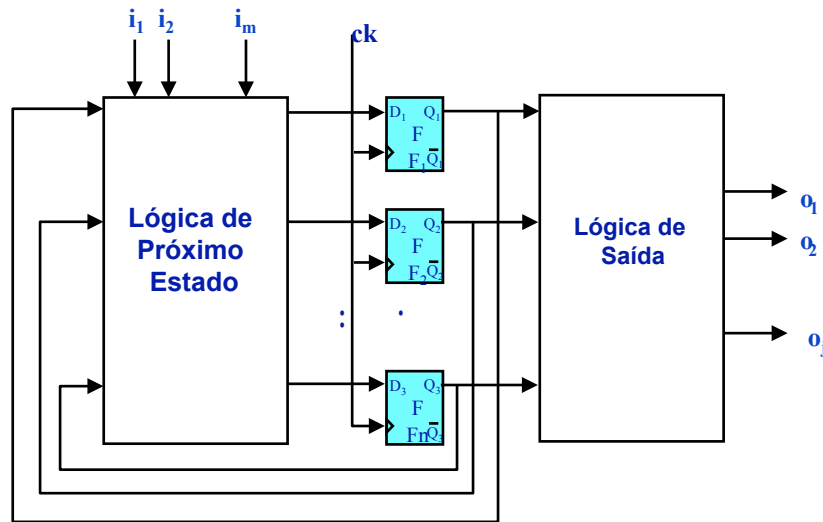 i1 i2 im ck
D1 Q1
F
F1 Q̅1
Lógica de
Próximo
Estado
D2 Q2
F
F2 Q̅2
Lógica de
Saída
o1
o2
D3 Q3
F
Fn Q̅3